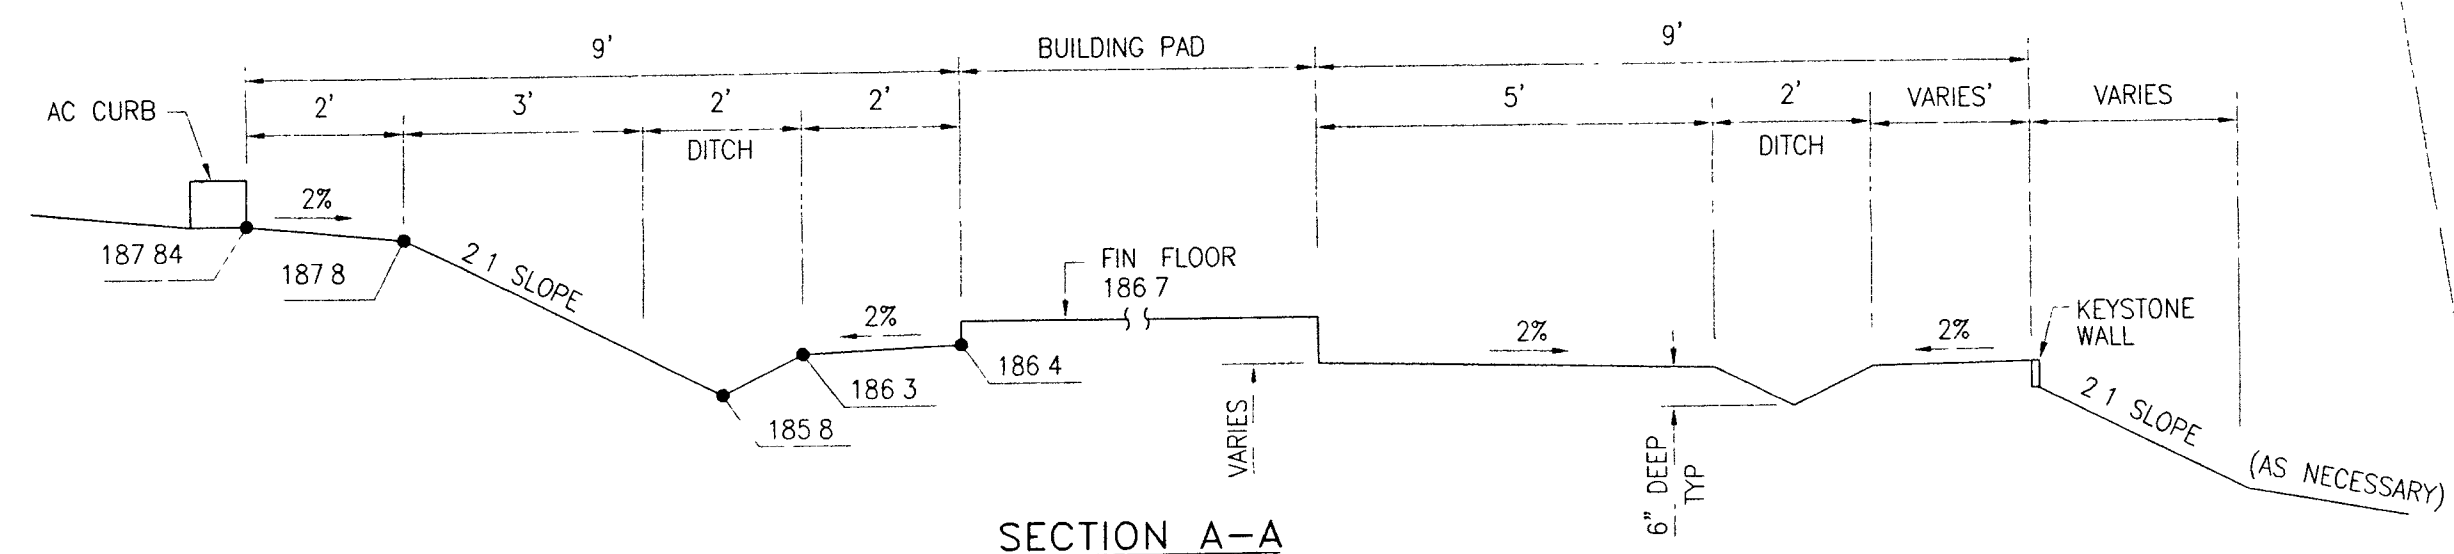 9'
BUILDING PAD
9'
AC CURB
2'
3'
2'
2'
5'
2'
VARIES'
VARIES
DITCH
DITCH
2%
187 84
187 8
2 1 SLOPE
FIN FLOOR
186 7
2%
186 4
186 3
185 8
2%
2%
KEYSTONE
WALL
VARIES
6" DEEP
TYP
2 1 SLOPE
(AS NECESSARY)
SECTION A-A